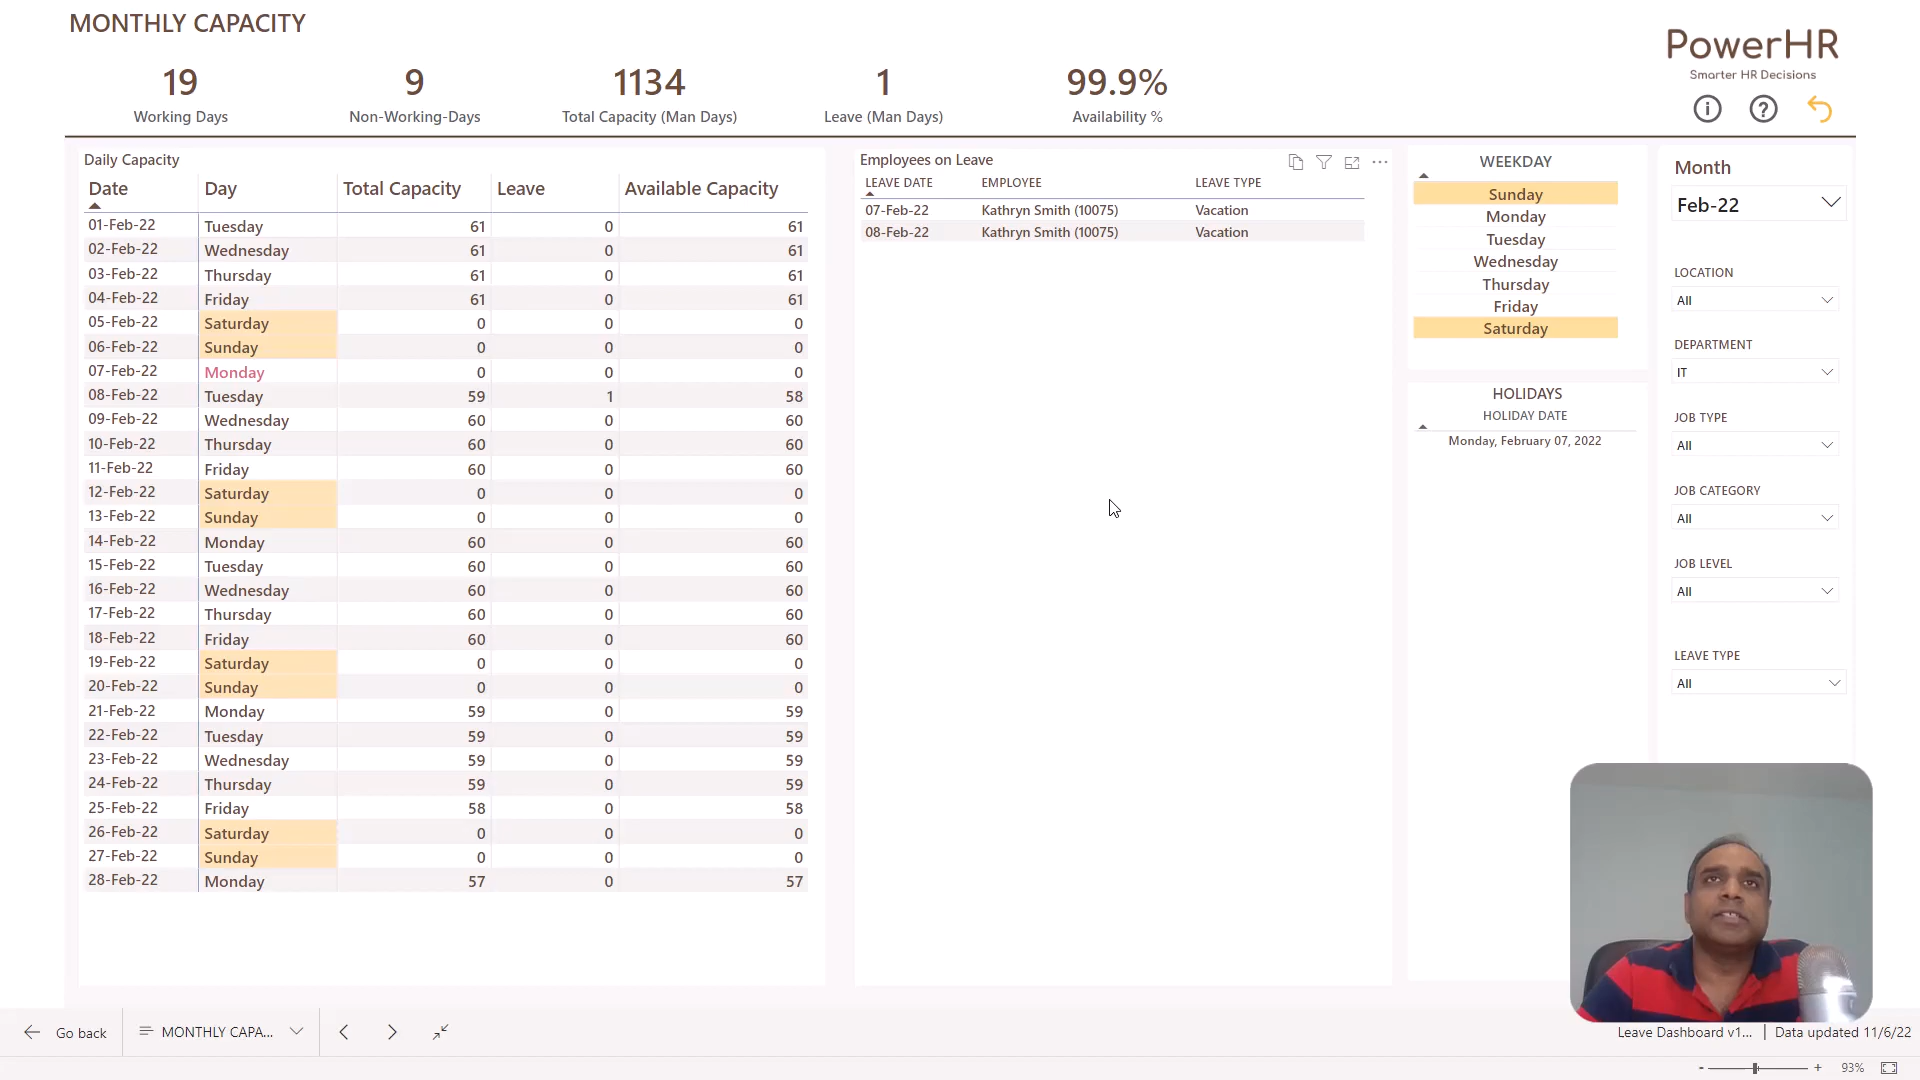 MONTHLY CAPACITY
19 9 1134 1 99.9%
Working Days Non-Working-Days Total Capacity (Man Days) Leave (Man Days) Availability %
PowerHR
Smarter HR Decisions
Daily Capacity
Date Day Total Capacity Leave Available Capacity
01-Feb-22 Tuesday 61 0 61
02-Feb-22 Wednesday 61 0 61
03-Feb-22 Thursday 61 0 61
04-Feb-22 Friday 61 0 61
05-Feb-22 Saturday 0 0 0
06-Feb-22 Sunday 0 0 0
07-Feb-22 Monday 0 0 0
08-Feb-22 Tuesday 59 1 58
09-Feb-22 Wednesday 60 0 60
10-Feb-22 Thursday 60 0 60
11-Feb-22 Friday 60 0 60
12-Feb-22 Saturday 0 0 0
13-Feb-22 Sunday 0 0 0
14-Feb-22 Monday 60 0 60
15-Feb-22 Tuesday 60 0 60
16-Feb-22 Wednesday 60 0 60
17-Feb-22 Thursday 60 0 60
18-Feb-22 Friday 60 0 60
19-Feb-22 Saturday 0 0 0
20-Feb-22 Sunday 0 0 0
21-Feb-22 Monday 59 0 59
22-Feb-22 Tuesday 59 0 59
23-Feb-22 Wednesday 59 0 59
24-Feb-22 Thursday 59 0 59
25-Feb-22 Friday 58 0 58
26-Feb-22 Saturday 0 0 0
27-Feb-22 Sunday 0 0 0
28-Feb-22 Monday 57 0 57
Employees on Leave
LEAVE DATE EMPLOYEE LEAVE TYPE
07-Feb-22 Kathryn Smith (10075) Vacation
08-Feb-22 Kathryn Smith (10075) Vacation
WEEKDAY
Sunday
Monday
Tuesday
Wednesday
Thursday
Friday
Saturday
HOLIDAYS
HOLIDAY DATE
Monday, February 07, 2022
Month
Feb-22
LOCATION
All
DEPARTMENT
IT
JOB TYPE
All
JOB CATEGORY
All
JOB LEVEL
All
LEAVE TYPE
All
Go back MONTHLY CAPA... Leave Dashboard v1... | Data updated 11/6/22
- + 93%